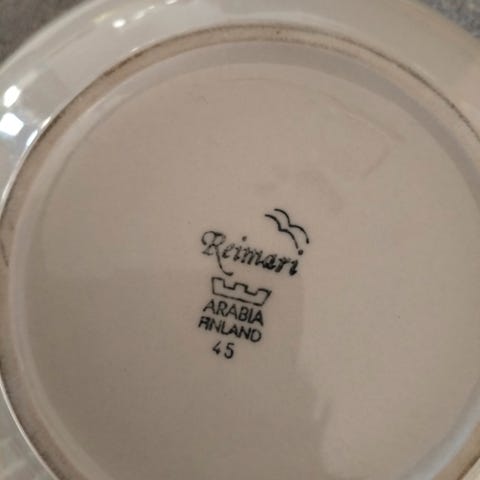 Reimari
ARABIA
FINLAND
45